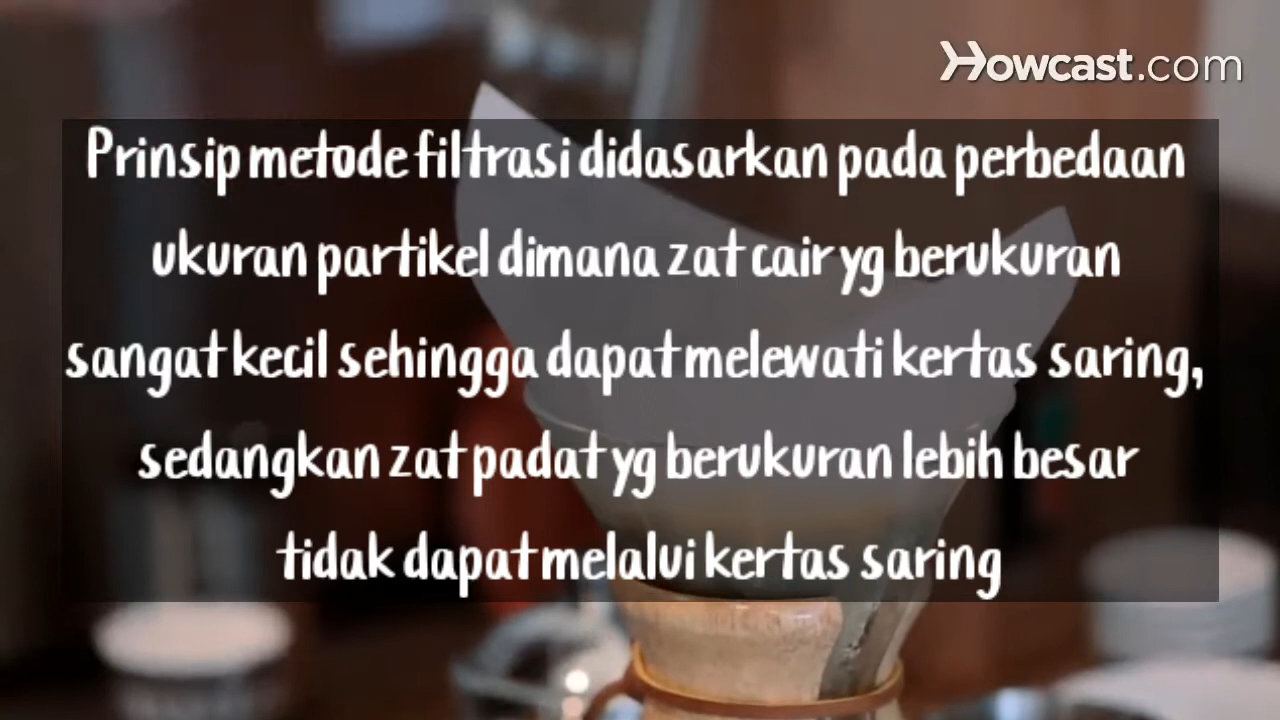 Howcast.com
Prinsip metode filtrasi didasarkan pada perbedaan
ukuran partikel dimana zat cair yg berukuran
sangat kecil sehingga dapat melewati kertas saring,
sedangkan zat padat yg berukuran lebih besar
tidak dapat melalui kertas saring